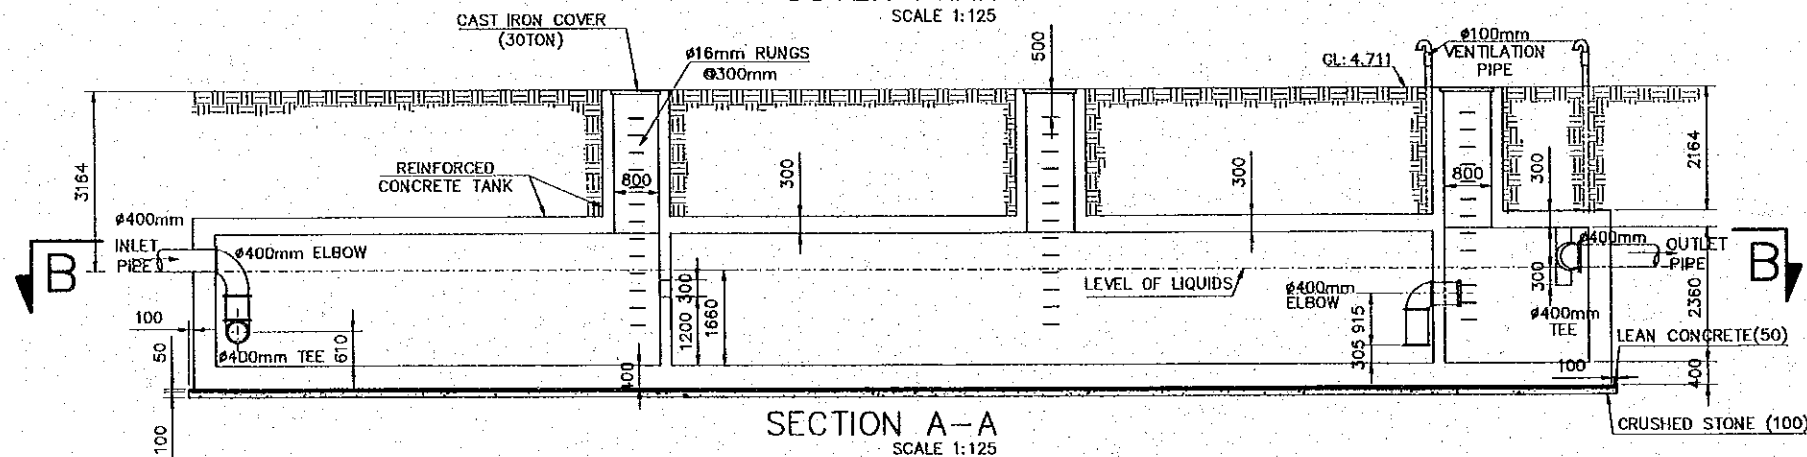 SCALE 1:125
CAST IRON COVER
(30TON)
ø16mm RUNGS
@300mm
500
GL: 4.711
ø100mm
VENTILATION
PIPE
3164
REINFORCED
CONCRETE TANK
800
300
300
800
300
2164
ø400mm
INLET
PIPE
ø400mm ELBOW
B
ø400mm
OUTLET
PIPE
B
LEVEL OF LIQUIDS
300
1200
1660
ø400mm
ELBOW
305 915
300
2360
ø400mm
TEE
100
50
ø400mm TEE
610
400
LEAN CONCRETE(50)
100
400
100
CRUSHED STONE (100)
SECTION A-A
SCALE 1:125